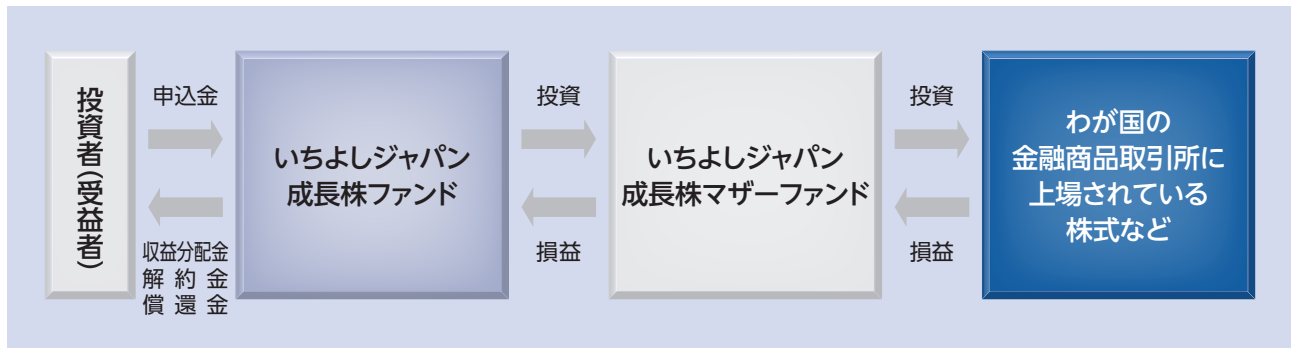 投資者(受益者)
申込金
収益分配金
解約金
償還金
いちよしジャパン
成長株ファンド
投資
損益
いちよしジャパン
成長株マザーファンド
投資
損益
わが国の
金融商品取引所に
上場されている
株式など